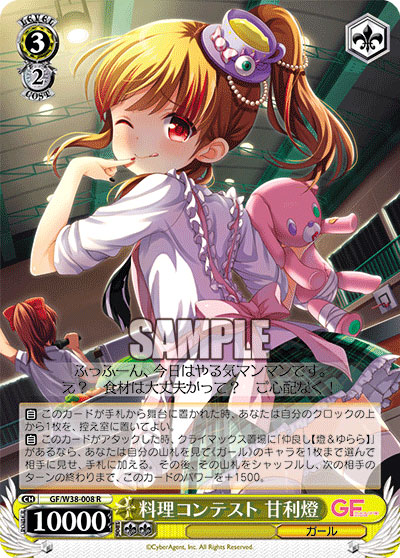 LEVEL
3
2
COST
SAMPLE
ふっふーん、今日はやる気マンマンです。
え? 食材は大丈夫かって? ご心配なく!
自 このカードが手札から舞台に置かれた時、あなたは自分のクロックの上
から1枚を、控え室に置いてよい。
自 このカードがアタックした時、クライマックス置場に「仲良し【燈&ゆらら】」
があるなら、あなたは自分の山札を見て《ガール》のキャラを1枚まで選んで相
手に見せ、手札に加える。その後、その山札をシャッフルし、次の相手のター
ンの終わりまで、このカードのパワーを+1500。
CH GF/W38-008 R
10000
料理コンテスト 甘利燈
GF
ガール
©CyberAgent, Inc. All Rights Reserved.